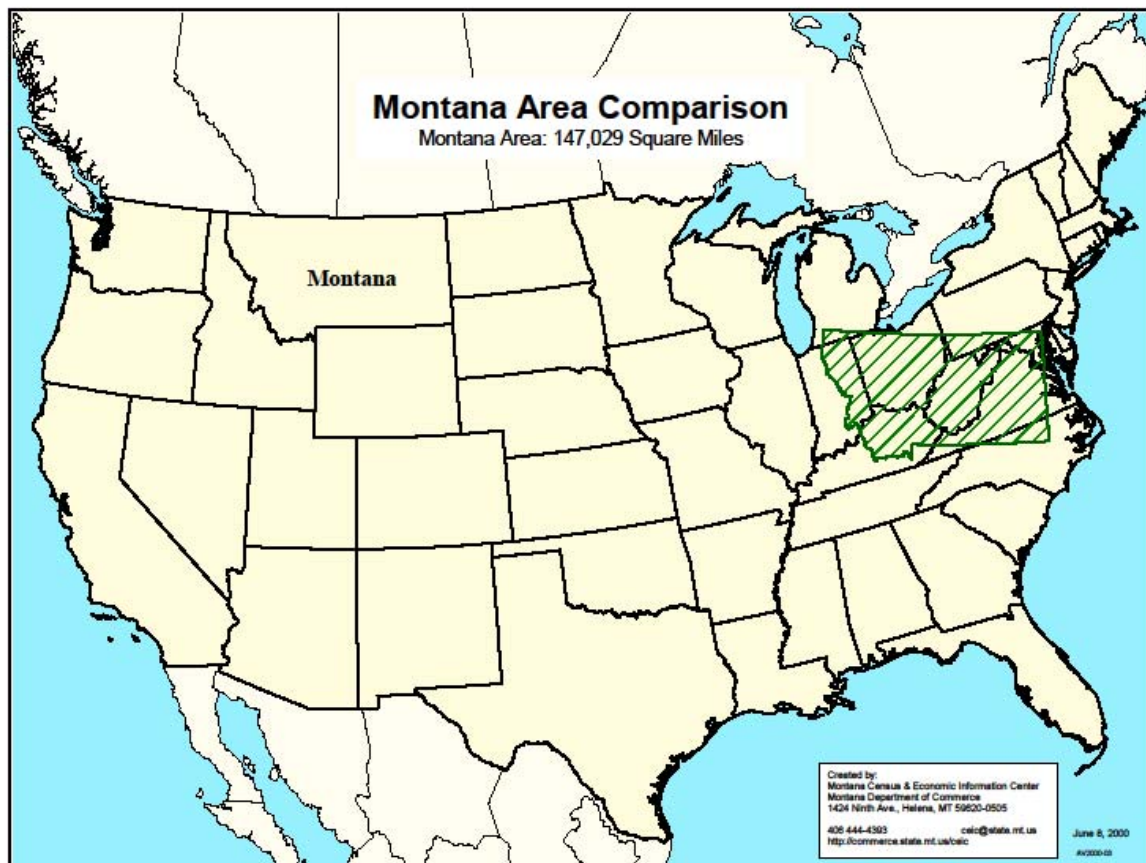 Montana Area Comparison
Montana Area: 147,029 Square Miles
Montana
Created by:
Montana Census & Economic Information Center
Montana Department of Commerce
1424 Ninth Ave., Helena, MT 59620-0505
406 444-4393 ceic@state.mt.us
http://commerce.state.mt.us/ceic
June 8, 2000
AV2000-03